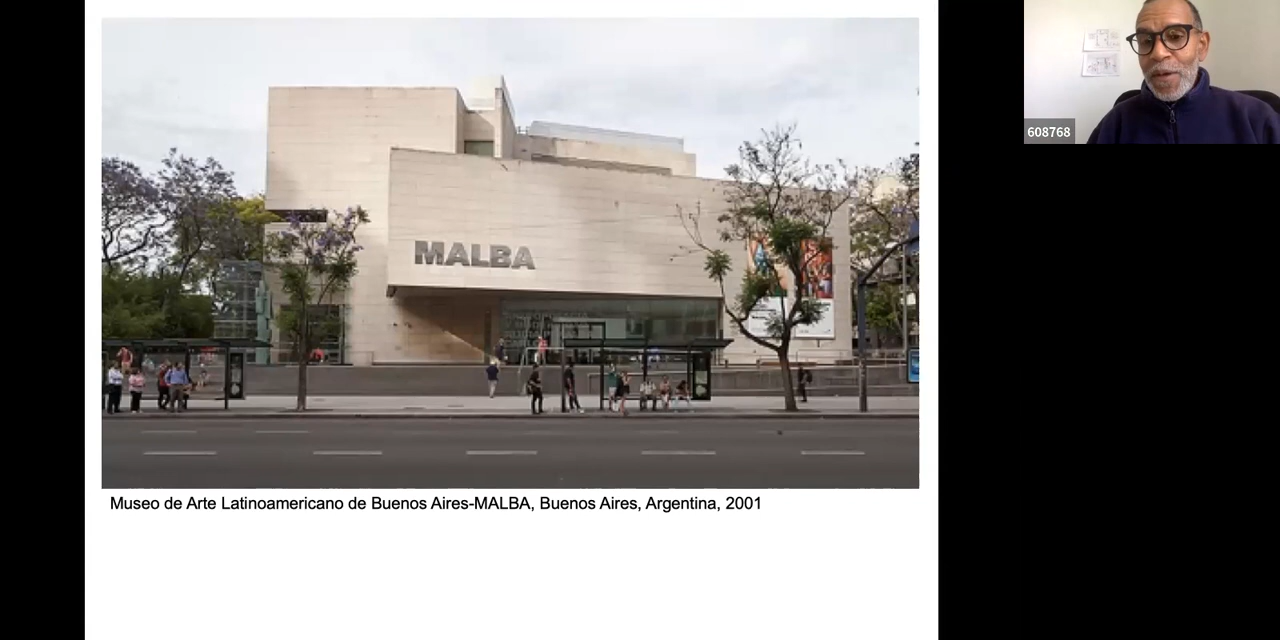 608768
MALBA
Museo de Arte Latinoamericano de Buenos Aires-MALBA, Buenos Aires, Argentina, 2001